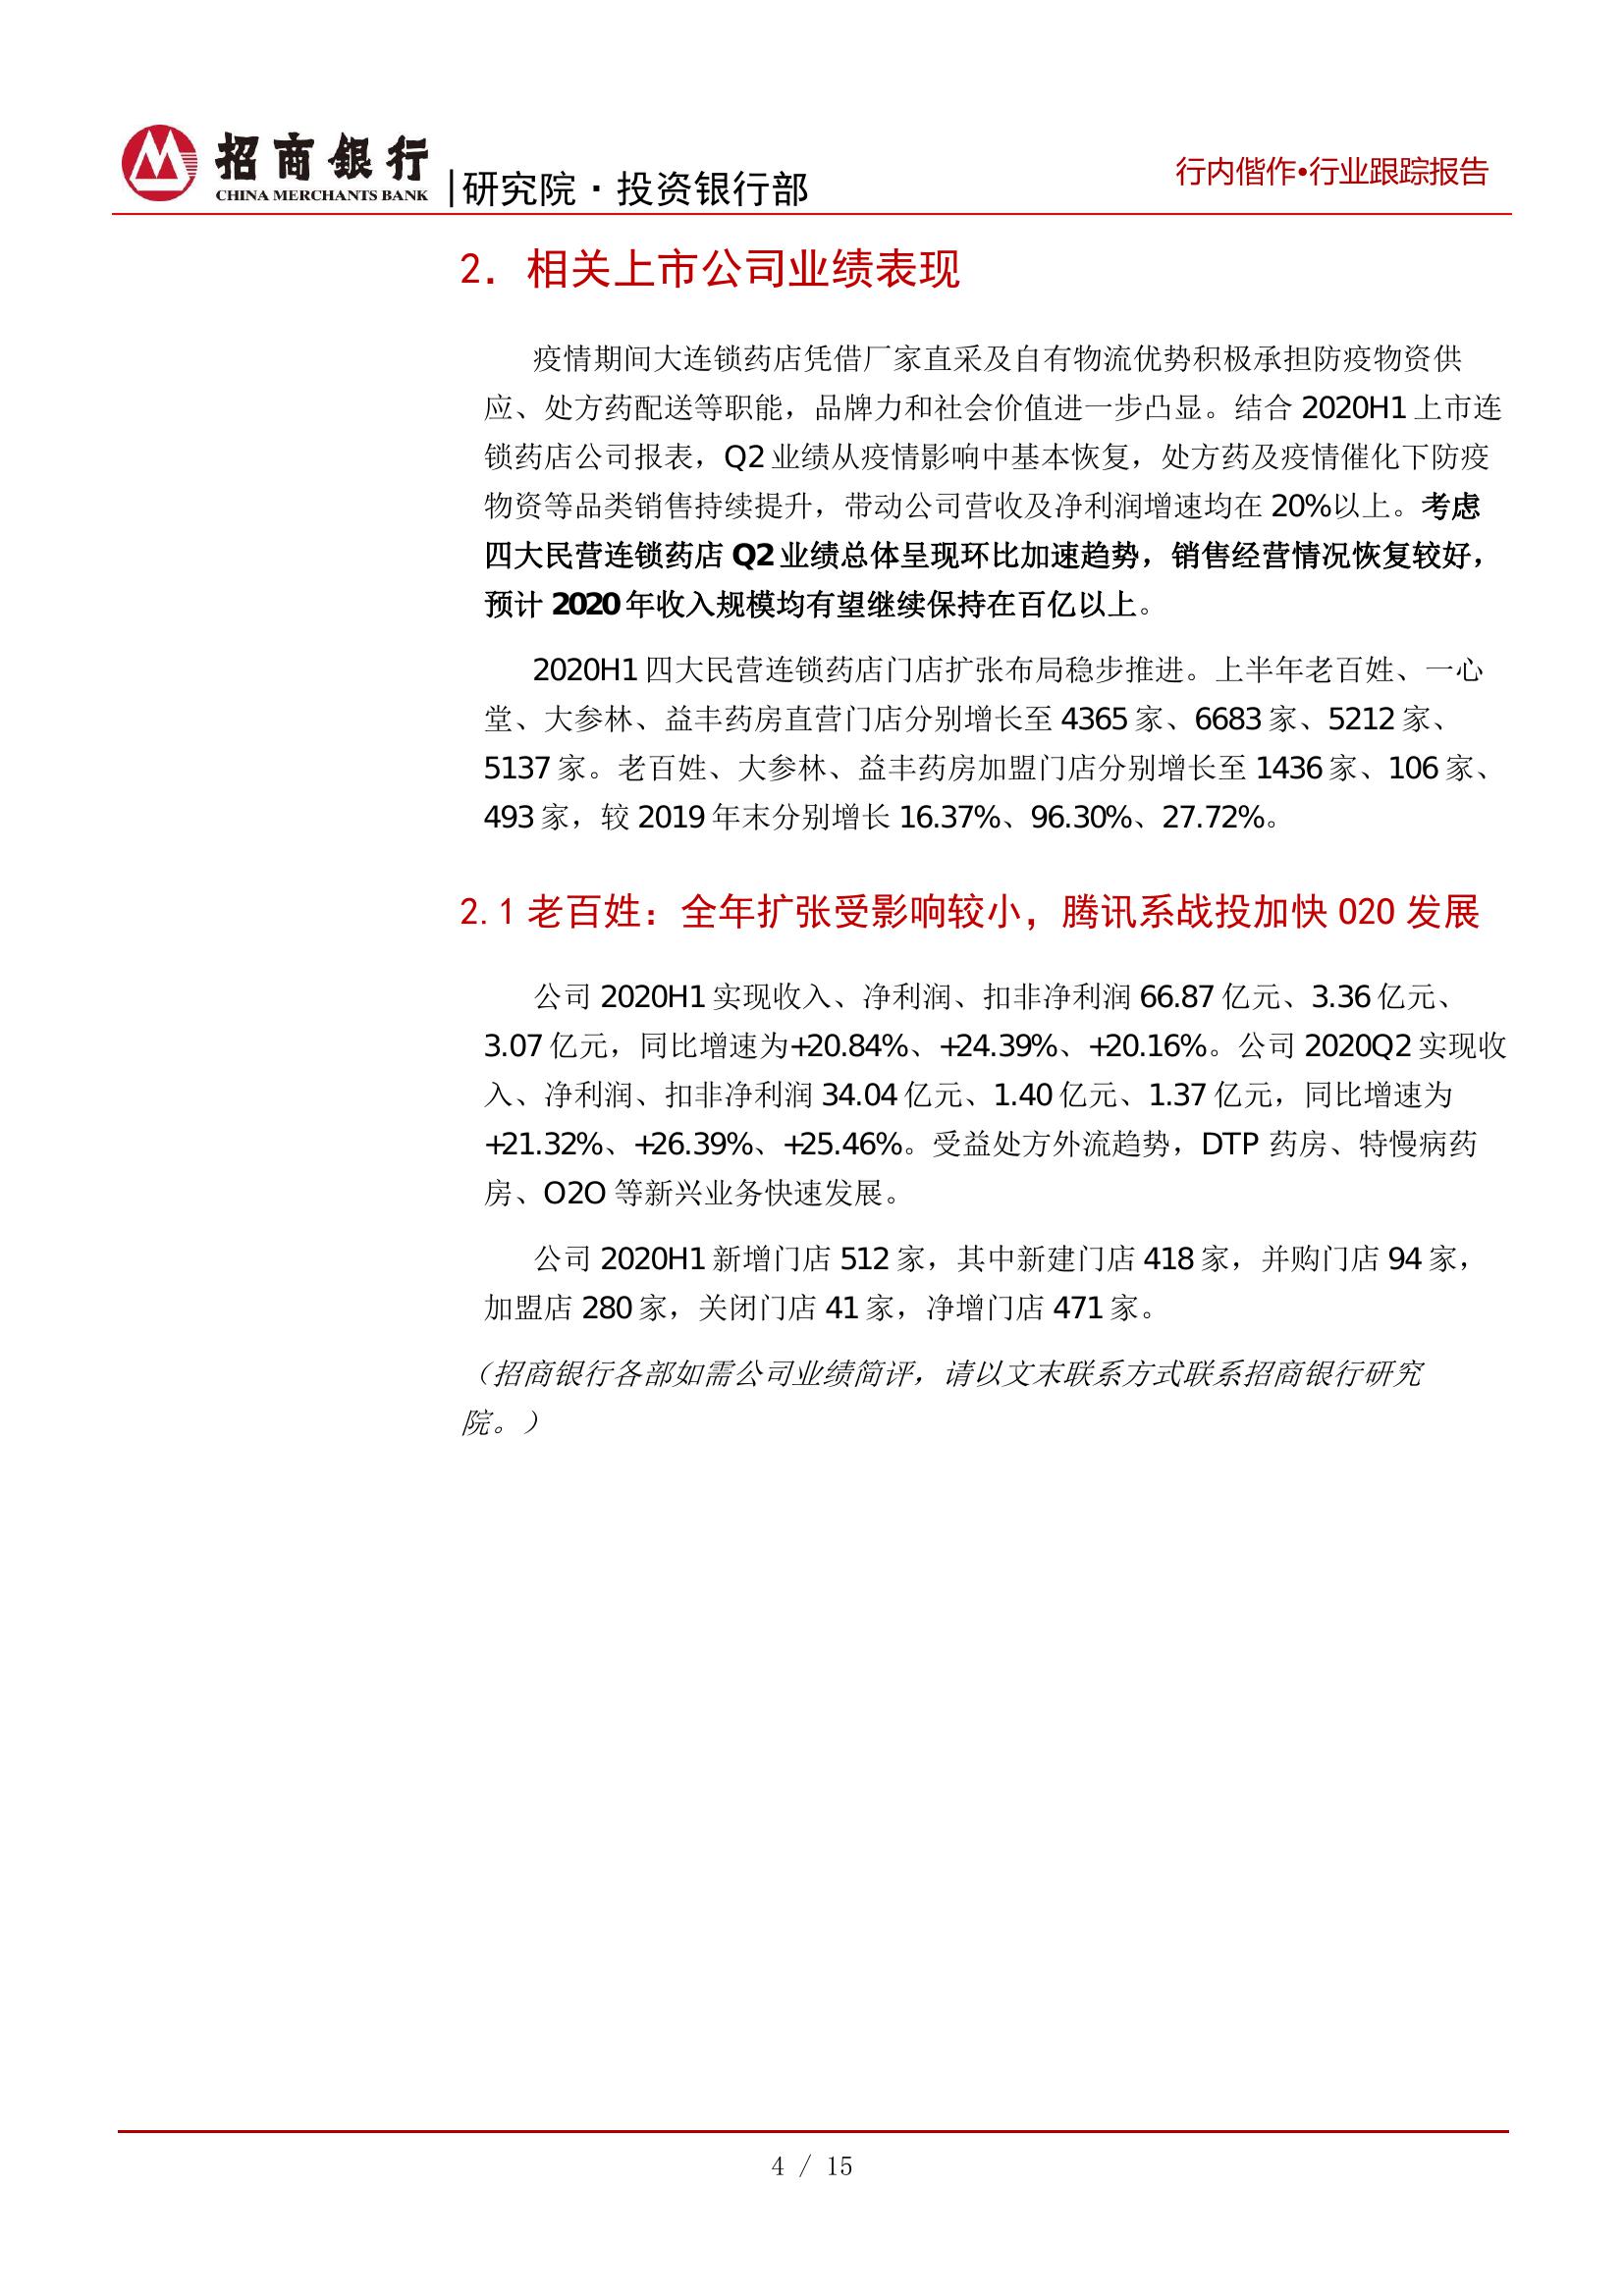 招商银行
CHINA MERCHANTS BANK
|研究院·投资银行部
行内偕作•行业跟踪报告
2. 相关上市公司业绩表现
疫情期间大连锁药店凭借厂家直采及自有物流优势积极承担防疫物资供
应、处方药配送等职能，品牌力和社会价值进一步凸显。结合 2020H1 上市连
锁药店公司报表，Q2 业绩从疫情影响中基本恢复，处方药及疫情催化下防疫
物资等品类销售持续提升，带动公司营收及净利润增速均在 20%以上。考虑
四大民营连锁药店 Q2 业绩总体呈现环比加速趋势，销售经营情况恢复较好，
预计 2020 年收入规模均有望继续保持在百亿以上。
2020H1 四大民营连锁药店门店扩张布局稳步推进。上半年老百姓、一心
堂、大参林、益丰药房直营门店分别增长至 4365 家、6683 家、5212 家、
5137 家。老百姓、大参林、益丰药房加盟门店分别增长至 1436 家、106 家、
493 家，较 2019 年末分别增长 16.37%、96.30%、27.72%。
2.1 老百姓：全年扩张受影响较小，腾讯系战投加快 O2O 发展
公司 2020H1 实现收入、净利润、扣非净利润 66.87 亿元、3.36 亿元、
3.07 亿元，同比增速为+20.84%、+24.39%、+20.16%。公司 2020Q2 实现收
入、净利润、扣非净利润 34.04 亿元、1.40 亿元、1.37 亿元，同比增速为
+21.32%、+26.39%、+25.46%。受益处方外流趋势，DTP 药房、特慢病药
房、O2O 等新兴业务快速发展。
公司 2020H1 新增门店 512 家，其中新建门店 418 家，并购门店 94 家，
加盟店 280 家，关闭门店 41 家，净增门店 471 家。
（招商银行各部如需公司业绩简评，请以文末联系方式联系招商银行研究
院。）
4 / 15